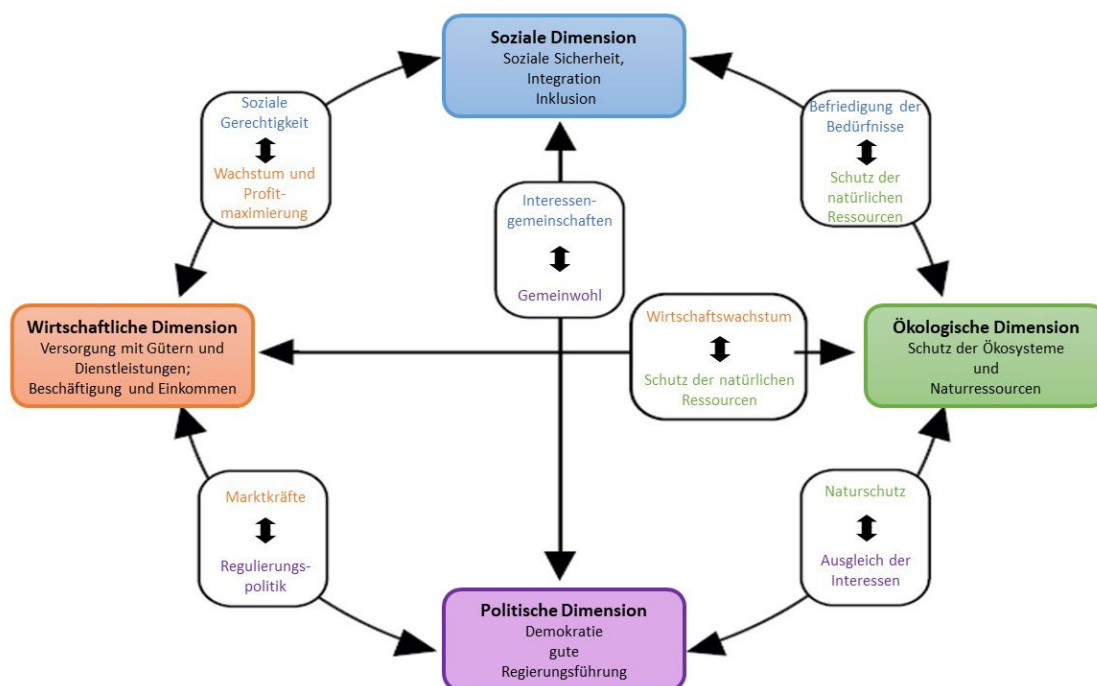 Soziale Dimension
Soziale Sicherheit,
Integration
Inklusion
Soziale
Gerechtigkeit
Wachstum und
Profit-
maximierung
Befriedigung der
Bedürfnisse
Schutz der
natürlichen
Ressourcen
Interessen-
gemeinschaften
Gemeinwohl
Wirtschaftliche Dimension
Versorgung mit Gütern und
Dienstleistungen;
Beschäftigung und Einkommen
Wirtschaftswachstum
Schutz der natürlichen
Ressourcen
Ökologische Dimension
Schutz der Ökosysteme
und
Naturressourcen
Marktkräfte
Regulierungs-
politik
Naturschutz
Ausgleich der
Interessen
Politische Dimension
Demokratie
gute
Regierungsführung